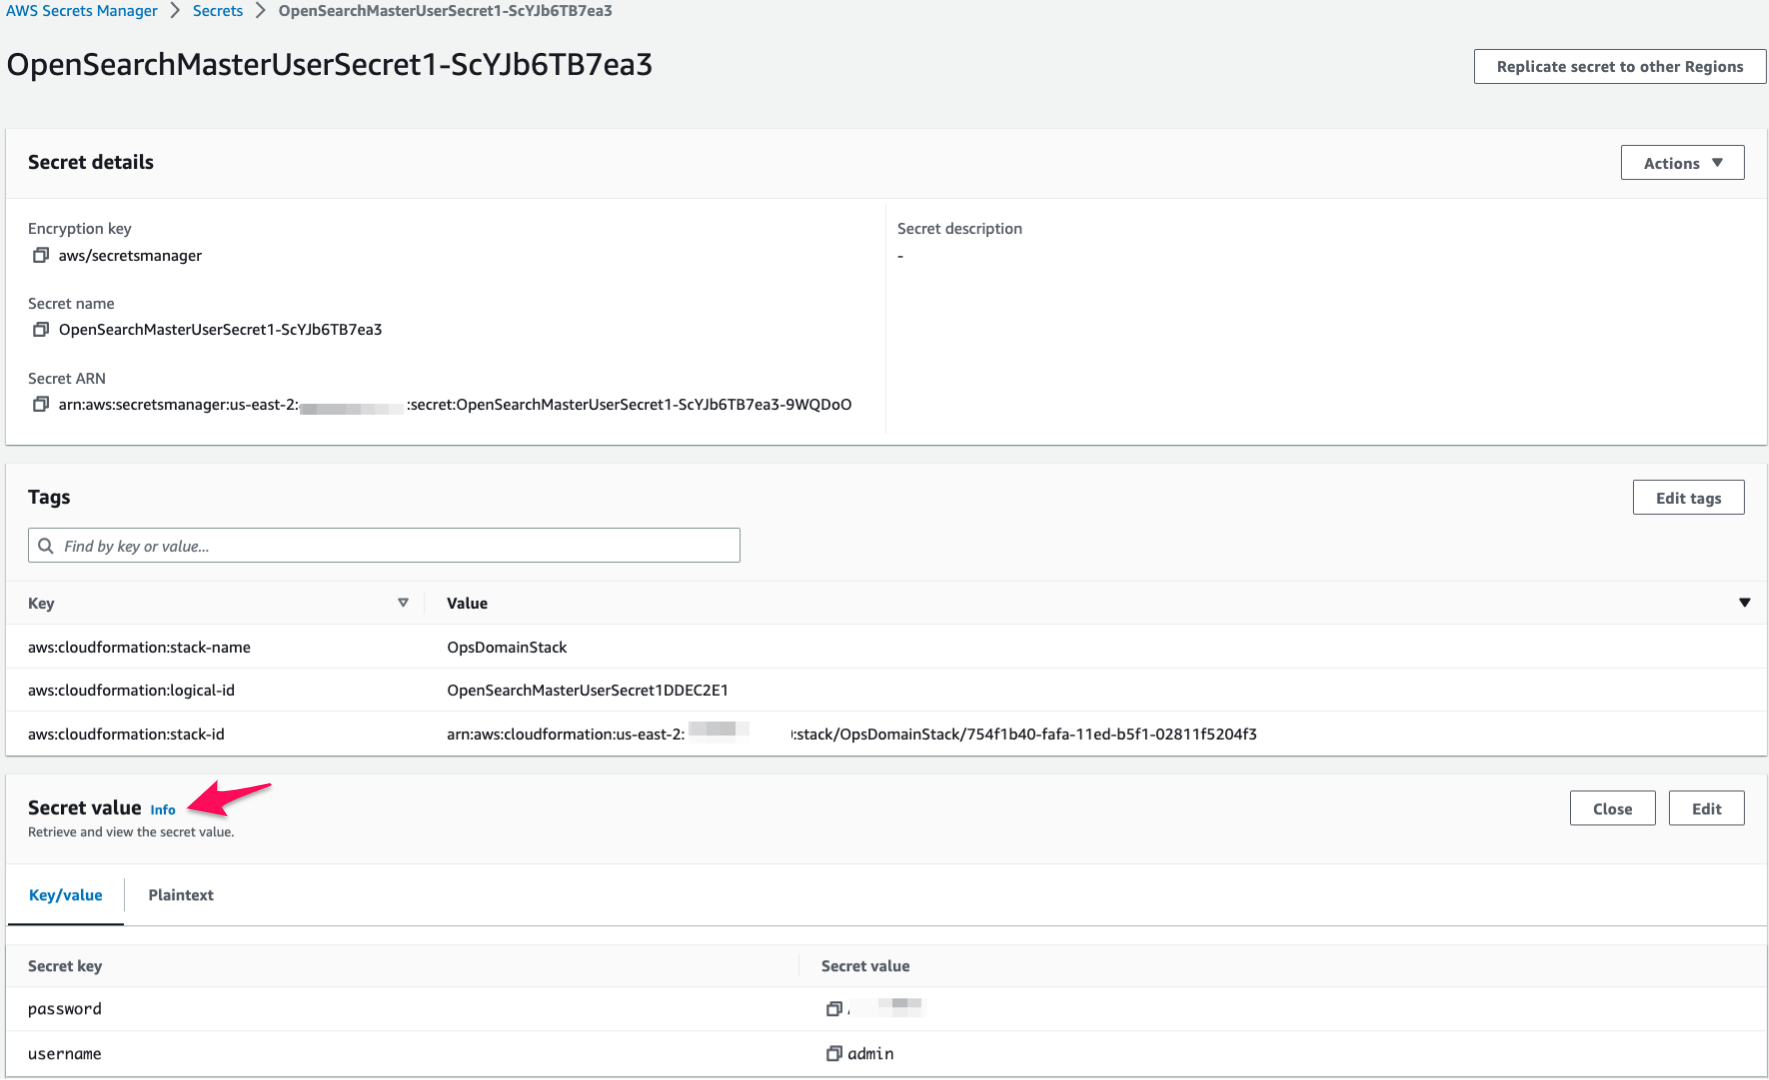 AWS Secrets Manager > Secrets > OpenSearchMasterUserSecret1-ScYJb6TB7ea3
OpenSearchMasterUserSecret1-ScYJb6TB7ea3
Replicate secret to other Regions
Secret details
Actions
Encryption key
aws/secretsmanager
Secret description
-
Secret name
OpenSearchMasterUserSecret1-ScYJb6TB7ea3
Secret ARN
arn:aws:secretsmanager:us-east-2: :secret:OpenSearchMasterUserSecret1-ScYJb6TB7ea3-9WQDoO
Tags
Edit tags
Find by key or value...
Key Value
aws:cloudformation:stack-name OpsDomainStack
aws:cloudformation:logical-id OpenSearchMasterUserSecret1DDEC2E1
aws:cloudformation:stack-id arn:aws:cloudformation:us-east-2: :stack/OpsDomainStack/754f1b40-fafa-11ed-b5f1-02811f5204f3
Secret value Info
Close Edit
Retrieve and view the secret value.
Key/value Plaintext
Secret key Secret value
password
username admin